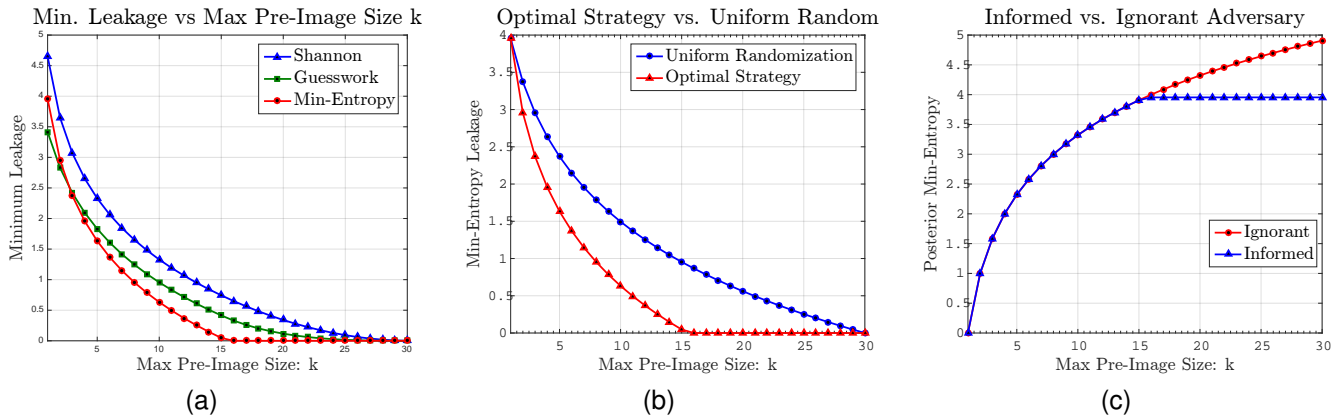 Min. Leakage vs Max Pre-Image Size k
5
4.5
4
3.5
3
2.5
2
1.5
1
0.5
0
Minimum Leakage
Shannon
Guesswork
Min-Entropy
5 10 15 20 25 30
Max Pre-Image Size: k
(a)
Optimal Strategy vs. Uniform Random
4
3.5
3
2.5
2
1.5
1
0.5
0
Min-Entropy Leakage
Uniform Randomization
Optimal Strategy
5 10 15 20 25 30
Max Pre-Image Size: k
(b)
Informed vs. Ignorant Adversary
5
4.5
4
3.5
3
2.5
2
1.5
1
0.5
0
Posterior Min-Entropy
Ignorant
Informed
5 10 15 20 25 30
Max Pre-Image Size: k
(c)